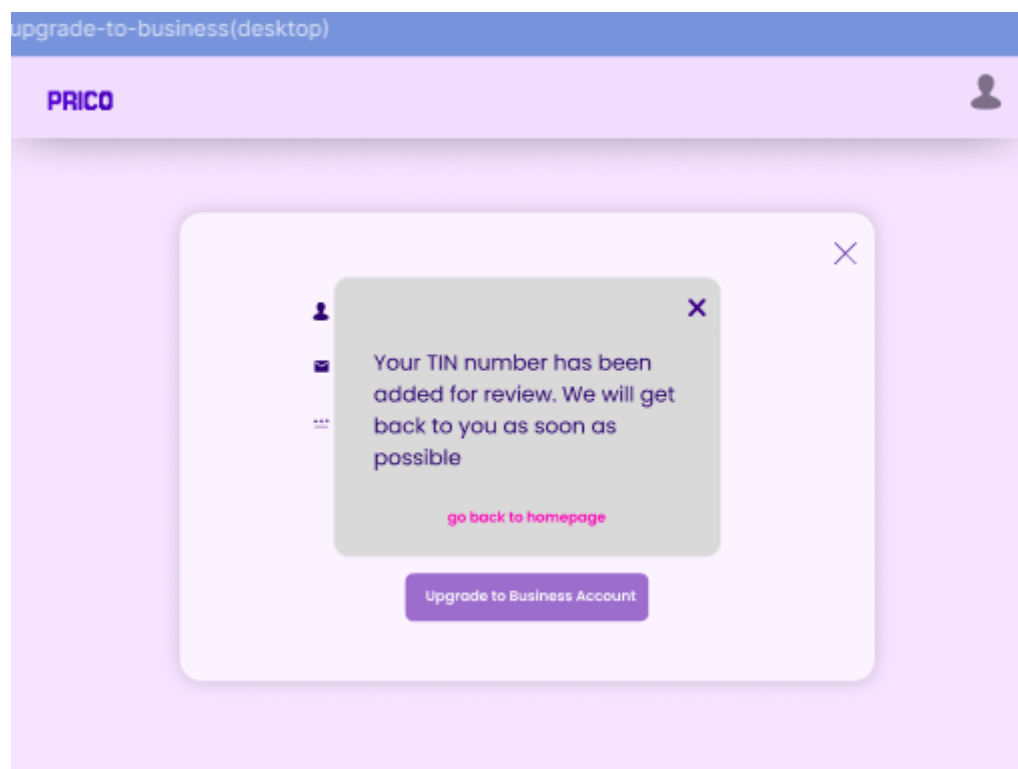 upgrade-to-business(desktop)
PRICO
Your TIN number has been
added for review. We will get
back to you as soon as
possible
go back to homepage
Upgrade to Business Account